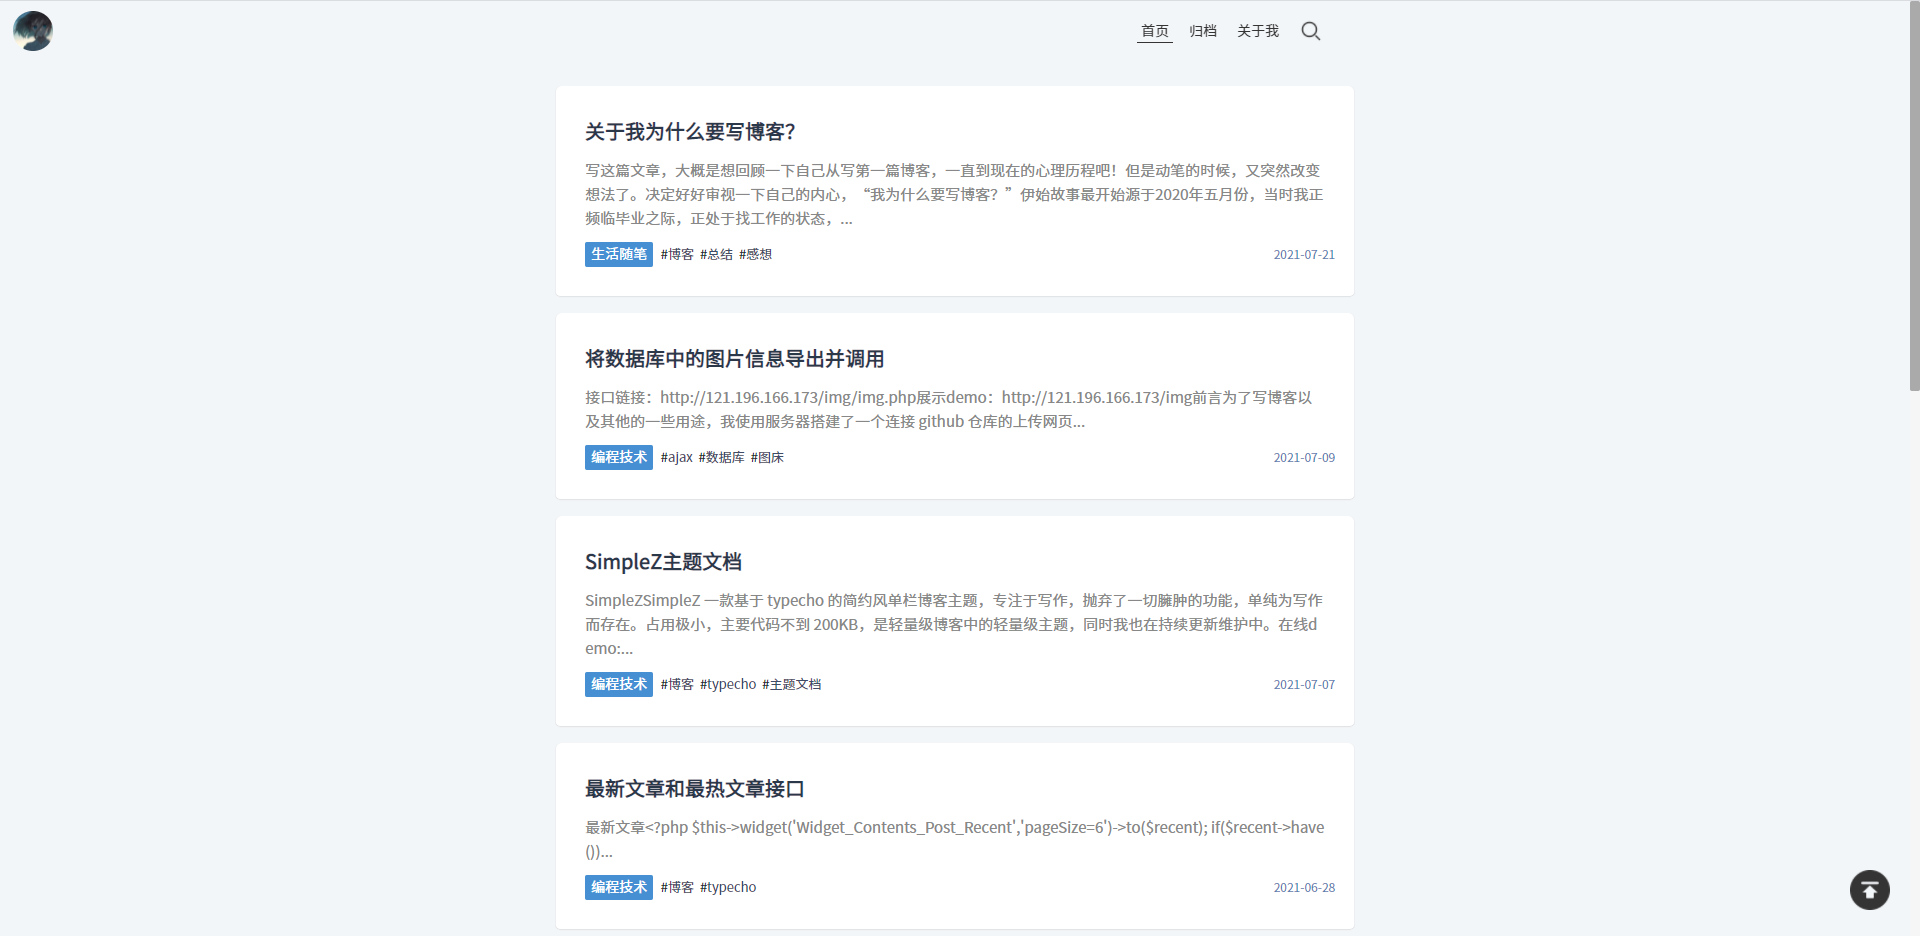 首页 归档 关于我
关于我为什么要写博客？
写这篇文章，大概是想回顾一下自己从写第一篇博客，一直到现在的心理历程吧！但是动笔的时候，又突然改变
想法了。决定好好审视一下自己的内心，“我为什么要写博客？”伊始故事最开始源于2020年五月份，当时我正
频临毕业之际，正处于找工作的状态，...
生活随笔 #博客 #总结 #感想 2021-07-21
将数据库中的图片信息导出并调用
接口链接：http://121.196.166.173/img/img.php展示demo：http://121.196.166.173/img前言为了写博客以
及其他的一些用途，我使用服务器搭建了一个连接 github 仓库的上传网页...
编程技术 #ajax #数据库 #图床 2021-07-09
SimpleZ主题文档
SimpleZSimpleZ 一款基于 typecho 的简约风单栏博客主题，专注于写作，抛弃了一切臃肿的功能，单纯为写作
而存在。占用极小，主要代码不到 200KB，是轻量级博客中的轻量级主题，同时我也在持续更新维护中。在线d
emo:...
编程技术 #博客 #typecho #主题文档 2021-07-07
最新文章和最热文章接口
最新文章<?php $this->widget('Widget_Contents_Post_Recent','pageSize=6')->to($recent); if($recent->have
())...
编程技术 #博客 #typecho 2021-06-28